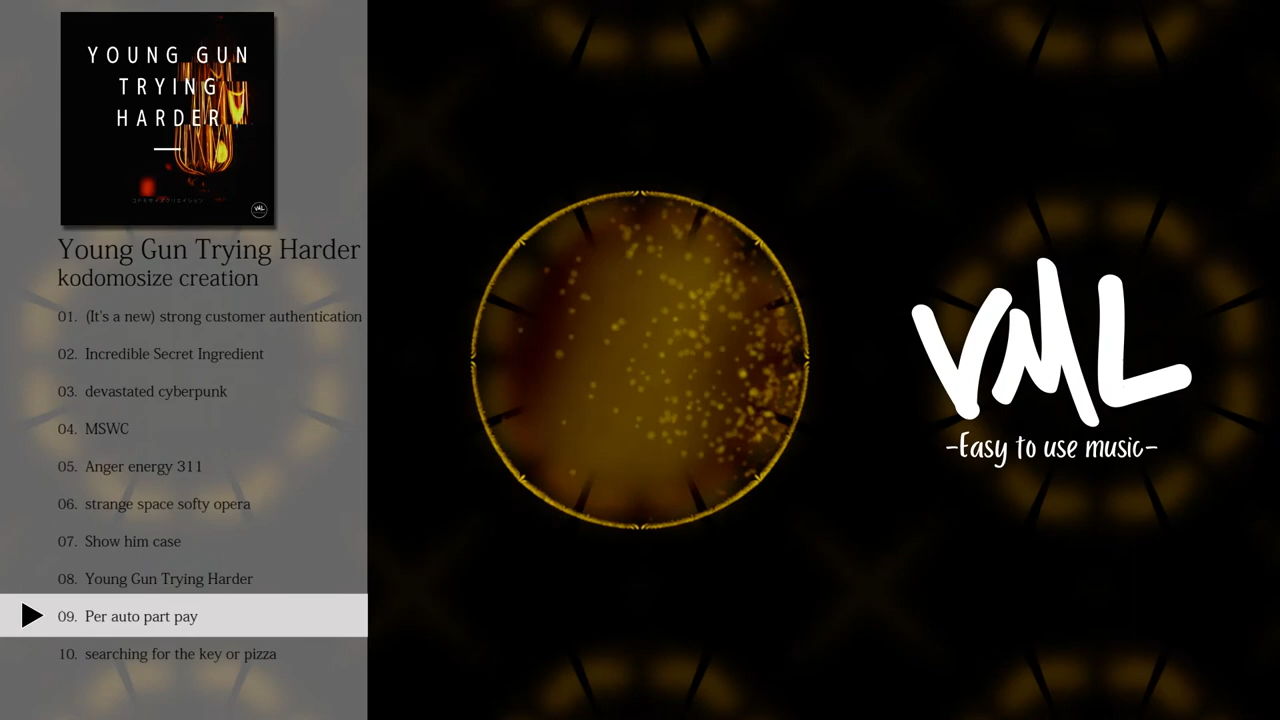 YOUNG GUN
TRYING
HARDER
VML
Young Gun Trying Harder
kodomosize creation
01. (It's a new) strong customer authentication
02. Incredible Secret Ingredient
03. devastated cyberpunk
04. MSWC
05. Anger energy 311
06. strange space softy opera
07. Show him case
08. Young Gun Trying Harder
09. Per auto part pay
10. searching for the key or pizza
VML
-Easy to use music-